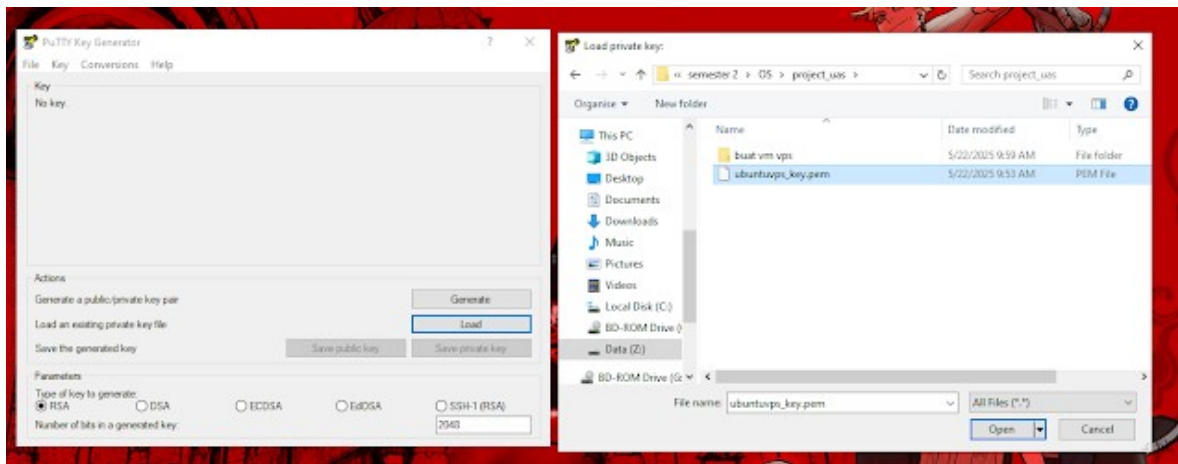 PuTTY Key Generator
? ×
File Key Conversions Help
Key
No key.
Actions
Generate a public/private key pair
Generate
Load an existing private key file
Load
Save the generated key
Save public key
Save private key
Parameters
Type of key to generate:
RSA DSA ECDSA EdDSA SSH-1 (RSA)
Number of bits in a generated key:
2048
Load private key:
« semester 2 › OS › project_uas ›
Search project_uas
Organise New folder
This PC
3D Objects
Desktop
Documents
Downloads
Music
Pictures
Videos
Local Disk (C:)
BD-ROM Drive (
Data (Z:)
BD-ROM Drive (G:
Name Date modified Type
buat vm vps 5/22/2025 9:59 AM File folder
ubuntuvps_key.pem 5/22/2025 9:53 AM PEM File
File name: ubuntuvps_key.pem
All Files (*.*)
Open Cancel